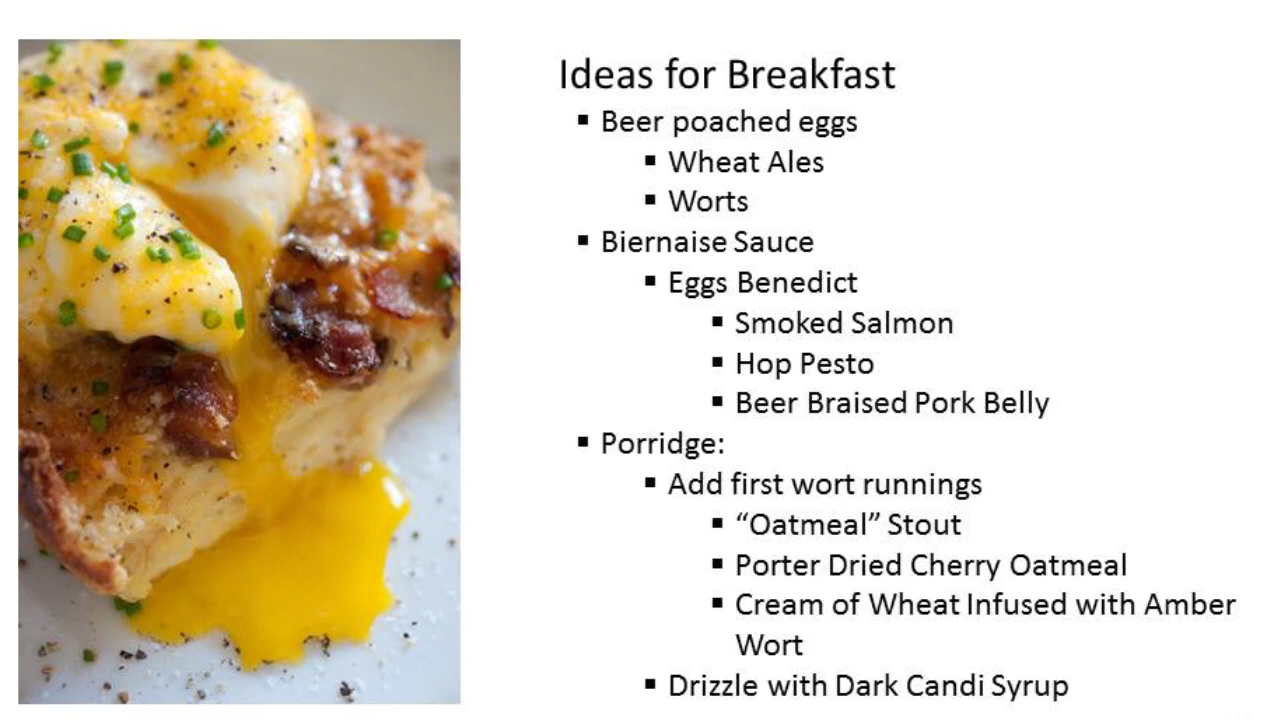 Ideas for Breakfast
▪ Beer poached eggs
▪ Wheat Ales
▪ Worts
▪ Biernaise Sauce
▪ Eggs Benedict
▪ Smoked Salmon
▪ Hop Pesto
▪ Beer Braised Pork Belly
▪ Porridge:
▪ Add first wort runnings
▪ “Oatmeal” Stout
▪ Porter Dried Cherry Oatmeal
▪ Cream of Wheat Infused with Amber
Wort
▪ Drizzle with Dark Candi Syrup